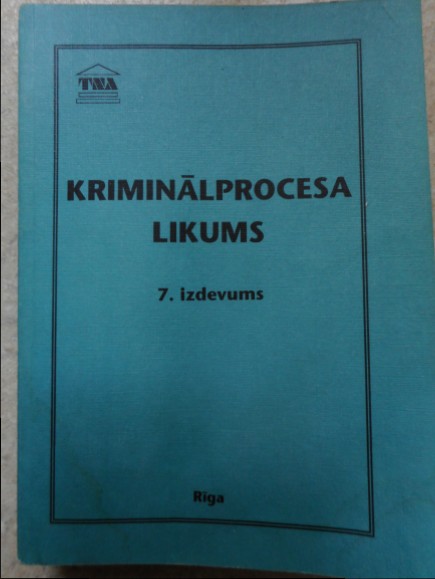 TNA
KRIMINĀLPROCESA
LIKUMS
7. izdevums
Rīga